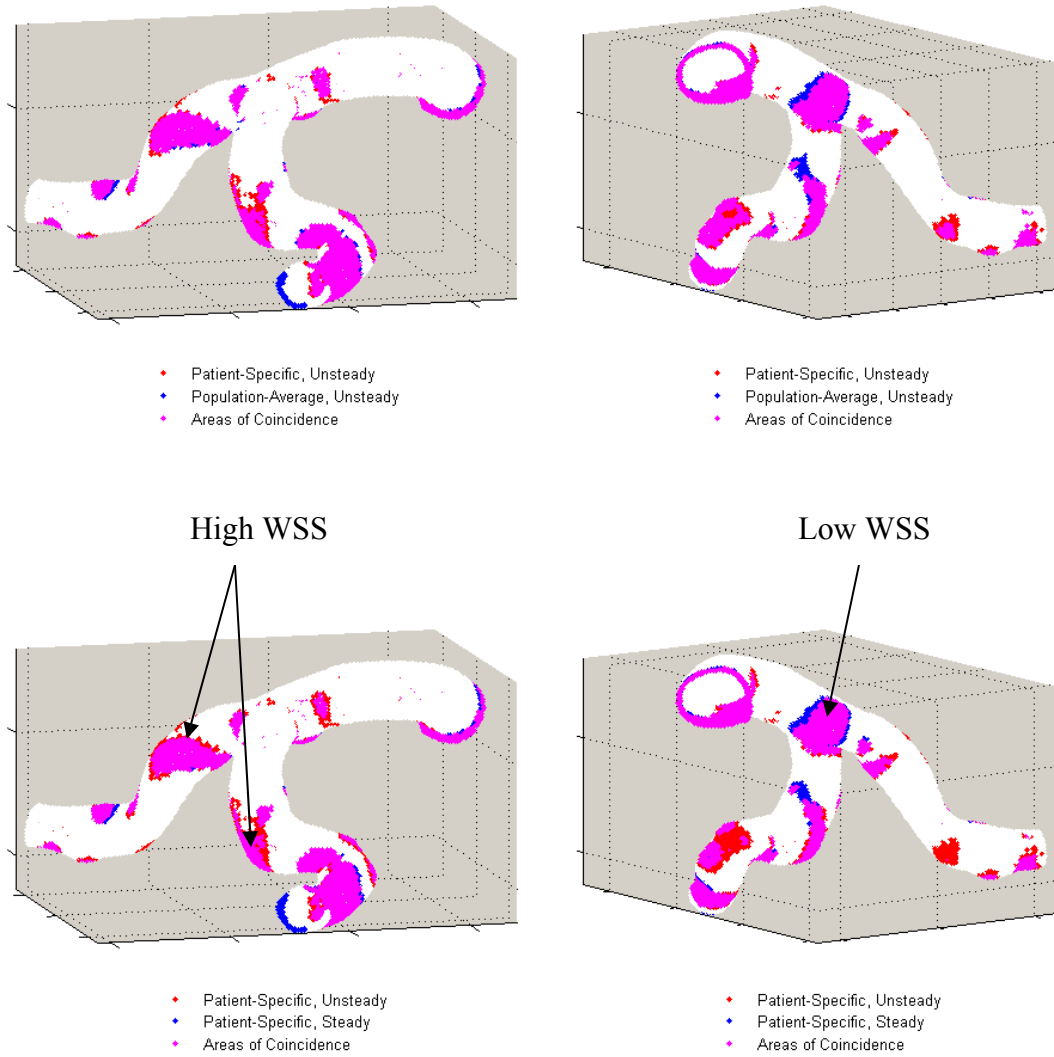 Patient-Specific, Unsteady
Population-Average, Unsteady
Areas of Coincidence
Patient-Specific, Unsteady
Population-Average, Unsteady
Areas of Coincidence
High WSS
Low WSS
Patient-Specific, Unsteady
Patient-Specific, Steady
Areas of Coincidence
Patient-Specific, Unsteady
Patient-Specific, Steady
Areas of Coincidence